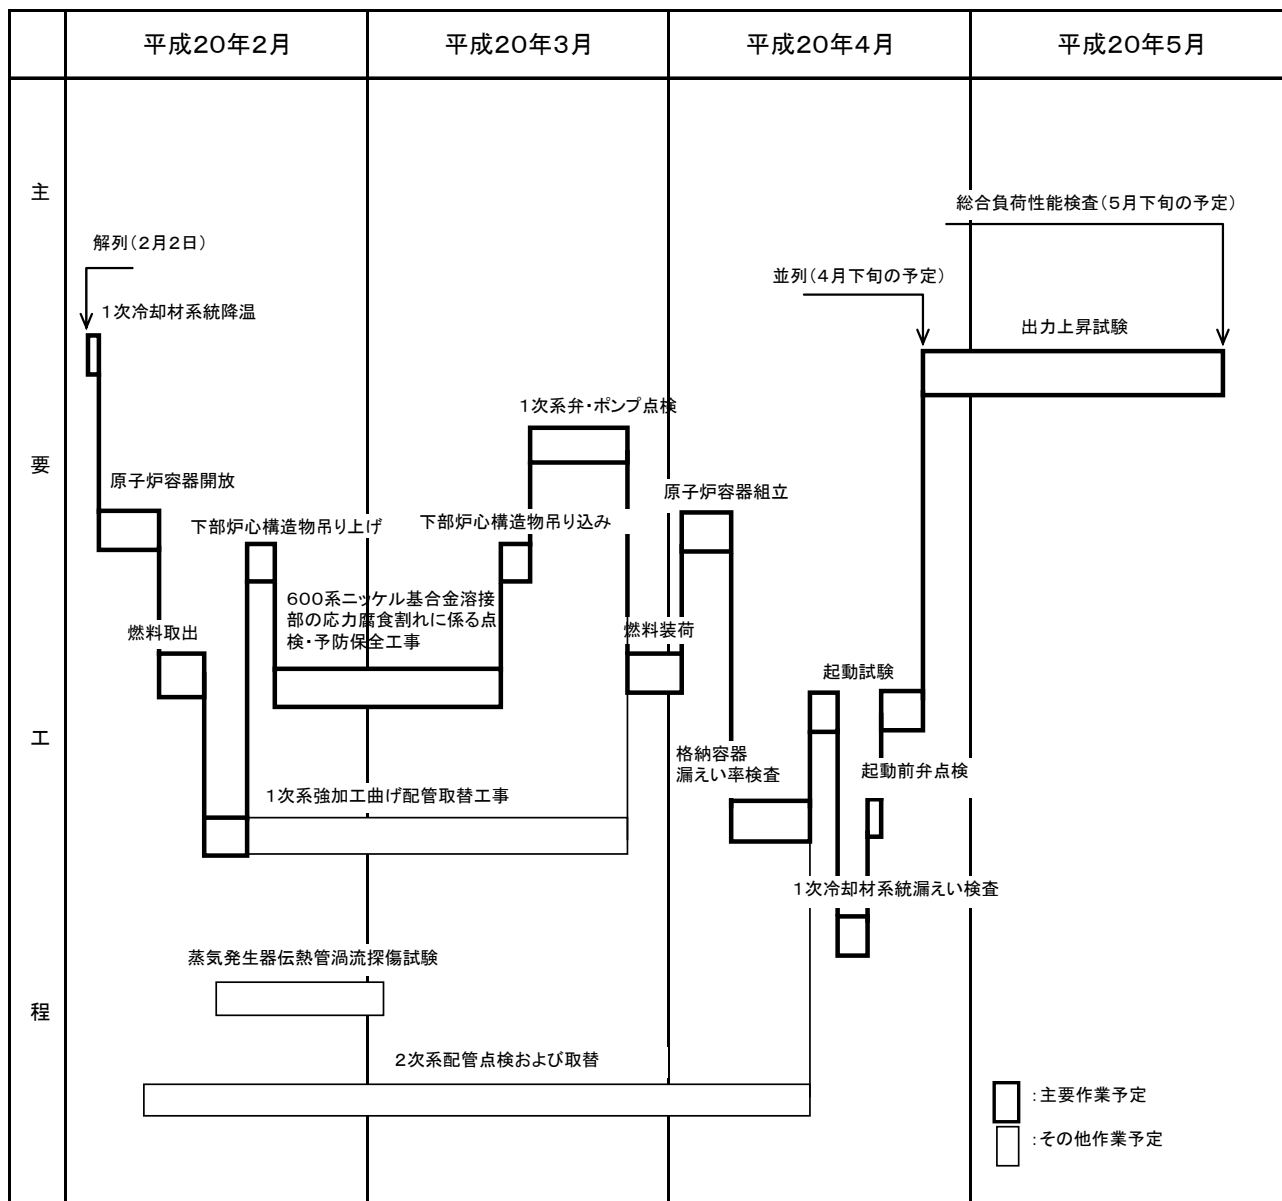 平成20年2月
平成20年3月
平成20年4月
平成20年5月
主
要
工
程
総合負荷性能検査(5月下旬の予定)
解列(2月2日)
並列(4月下旬の予定)
1次冷却材系統降温
出力上昇試験
1次系弁・ポンプ点検
原子炉容器開放
原子炉容器組立
下部炉心構造物吊り上げ
下部炉心構造物吊り込み
600系ニッケル基合金溶接
部の応力腐食割れに係る点
検・予防保全工事
燃料取出
燃料装荷
起動試験
格納容器
漏えい率検査
起動前弁点検
1次系強加工曲げ配管取替工事
1次冷却材系統漏えい検査
蒸気発生器伝熱管渦流探傷試験
2次系配管点検および取替
:主要作業予定
:その他作業予定